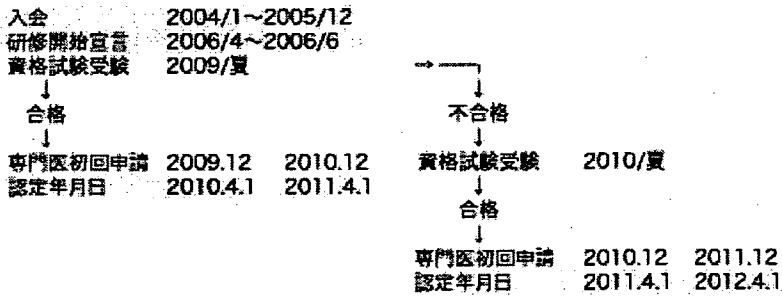 入会 2004/1～2005/12
研修開始宣言 2006/4～2006/6
資格試験受験 2009/夏 →
↓
合格
↓
専門医初回申請 2009.12 2010.12
認定年月日 2010.4.1 2011.4.1
↓
不合格
↓
資格試験受験 2010/夏
↓
合格
↓
専門医初回申請 2010.12 2011.12
認定年月日 2011.4.1 2012.4.1